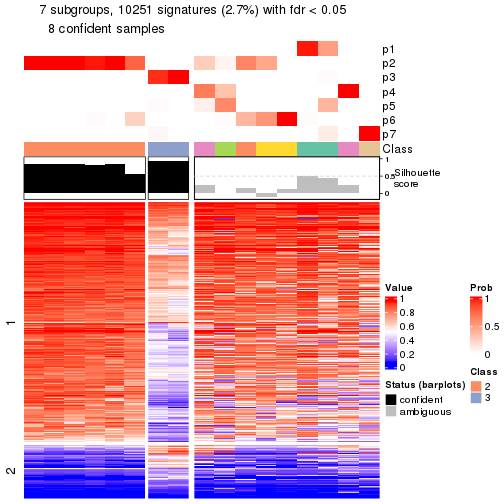 7 subgroups, 10251 signatures (2.7%) with fdr < 0.05
8 confident samples
p1
p2
p3
p4
p5
p6
p7
Class
1
0.5
0
Silhouette
score
1
2
Value
1
0.8
0.6
0.4
0.2
0
Status (barplots)
confident
ambiguous
Prob
1
0.5
0
Class
2
3